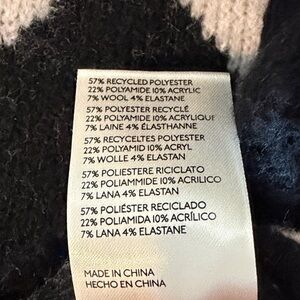 57% RECYCLED POLYESTER
22% POLYAMIDE 10% ACRYLIC
7% WOOL 4% ELASTANE
57% POLYESTER RECYCLÉ
22% POLYAMIDE 10% ACRYLIQUE
7% LAINE 4% ÉLASTHANNE
57% RECYCELTES POLYESTER
22% POLYAMID 10% ACRYL
7% WOLLE 4% ELASTAN
57% POLIESTERE RICICLATO
22% POLIAMMIDE 10% ACRILICO
7% LANA 4% ELASTAN
57% POLIÉSTER RECICLADO
22% POLIAMIDA 10% ACRÍLICO
7% LANA 4% ELASTANE
MADE IN CHINA
HECHO EN CHINA